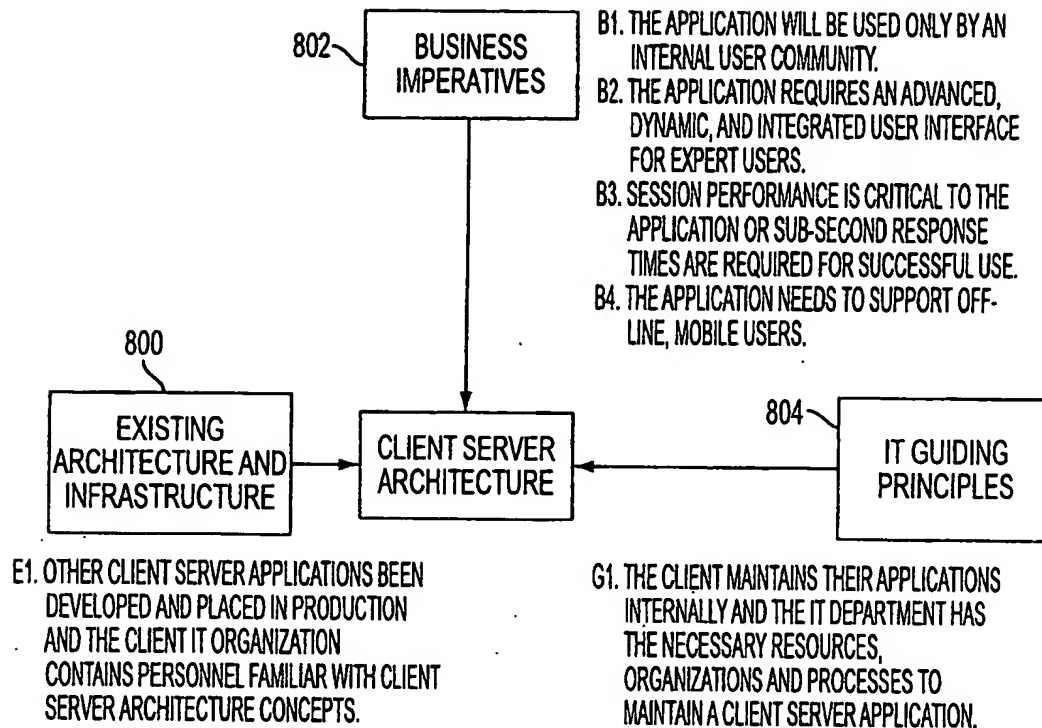 802
BUSINESS
IMPERATIVES
B1. THE APPLICATION WILL BE USED ONLY BY AN
INTERNAL USER COMMUNITY.
B2. THE APPLICATION REQUIRES AN ADVANCED,
DYNAMIC, AND INTEGRATED USER INTERFACE
FOR EXPERT USERS.
B3. SESSION PERFORMANCE IS CRITICAL TO THE
APPLICATION OR SUB-SECOND RESPONSE
TIMES ARE REQUIRED FOR SUCCESSFUL USE.
B4. THE APPLICATION NEEDS TO SUPPORT OFF-
LINE, MOBILE USERS.
800
EXISTING
ARCHITECTURE AND
INFRASTRUCTURE
CLIENT SERVER
ARCHITECTURE
804
IT GUIDING
PRINCIPLES
E1. OTHER CLIENT SERVER APPLICATIONS BEEN
DEVELOPED AND PLACED IN PRODUCTION
AND THE CLIENT IT ORGANIZATION
CONTAINS PERSONNEL FAMILIAR WITH CLIENT
SERVER ARCHITECTURE CONCEPTS.
G1. THE CLIENT MAINTAINS THEIR APPLICATIONS
INTERNALLY AND THE IT DEPARTMENT HAS
THE NECESSARY RESOURCES,
ORGANIZATIONS AND PROCESSES TO
MAINTAIN A CLIENT SERVER APPLICATION.